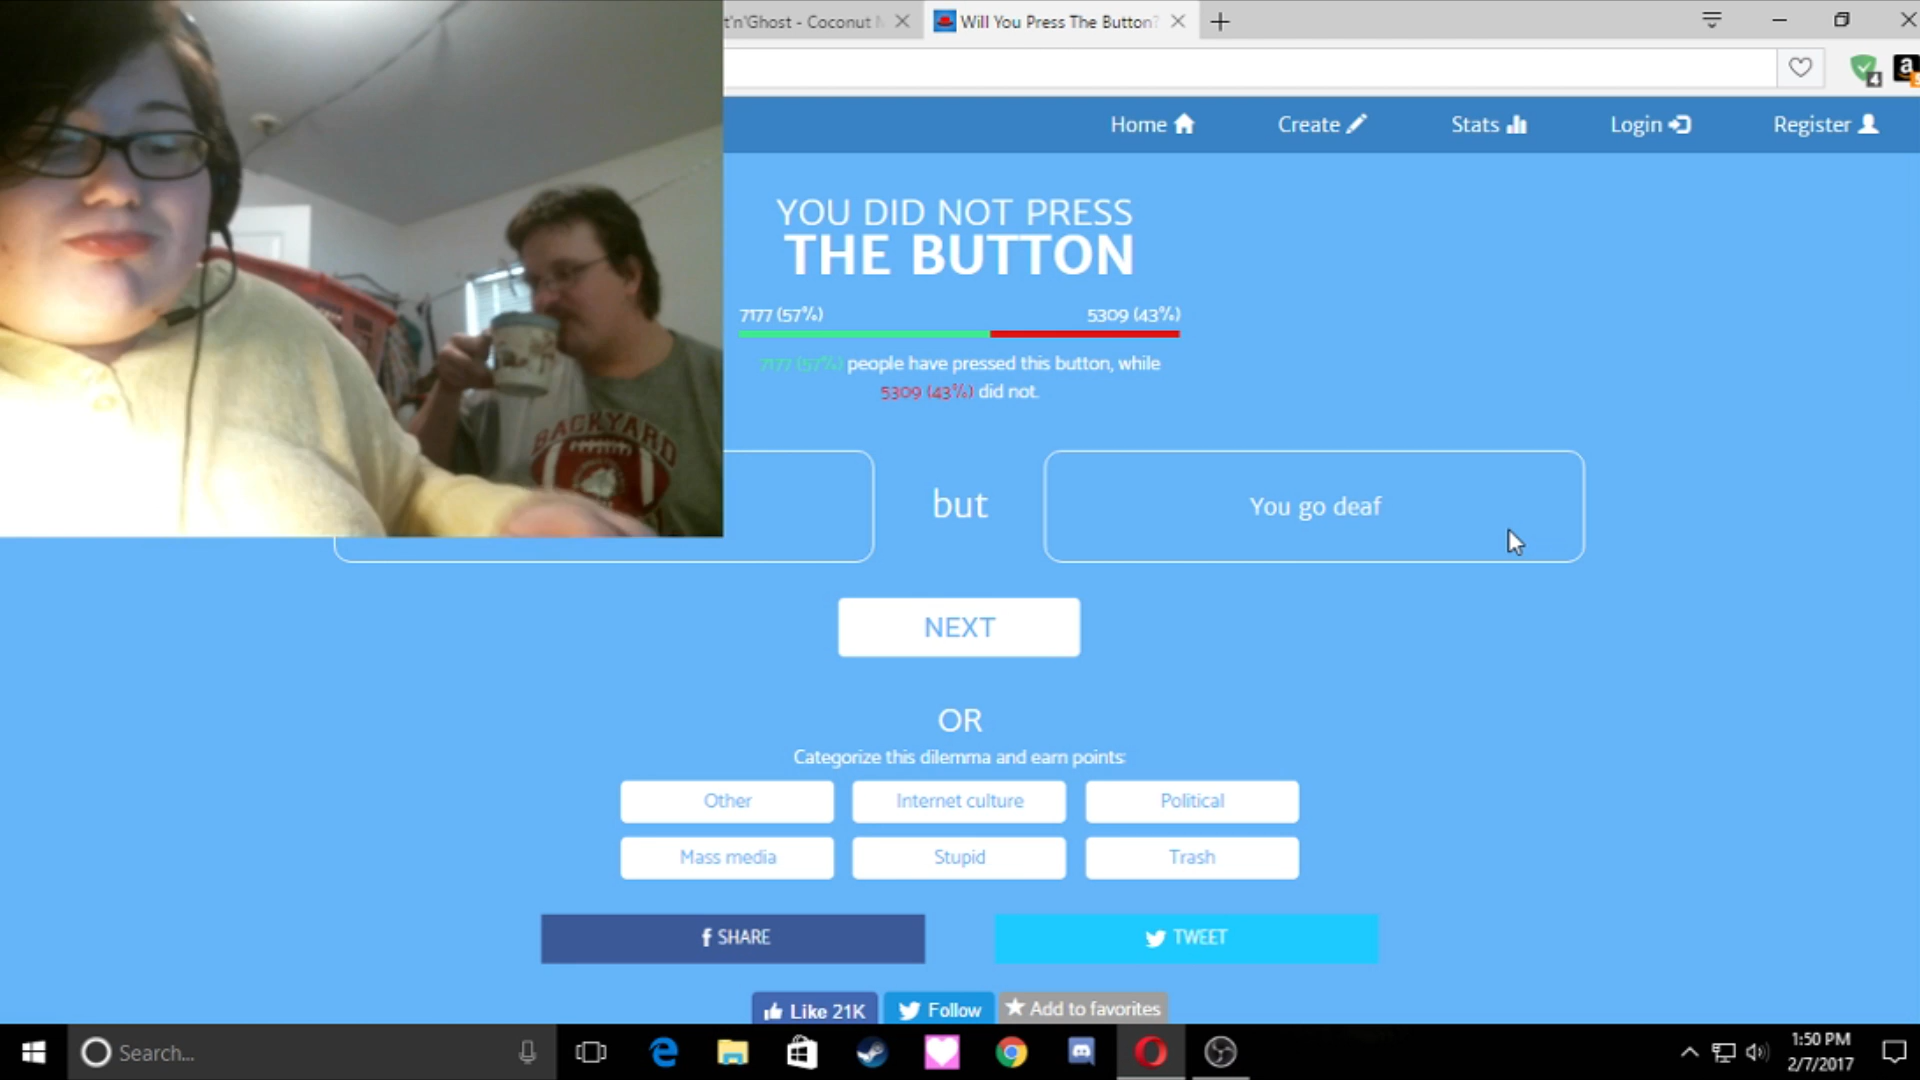 t'n'Ghost - Coconut
Will You Press The Button?
a
4
Home
Create
Stats
Login
Register
YOU DID NOT PRESS
THE BUTTON
7177 (57%)
5309 (43%)
7177 (57%) people have pressed this button, while
5309 (43%) did not.
BACKYARD
but
You go deaf
NEXT
OR
Categorize this dilemma and earn points:
Other
Internet culture
Political
Mass media
Stupid
Trash
f SHARE
TWEET
Like 21K
Follow
Add to favorites
Search...
1:50 PM
2/7/2017